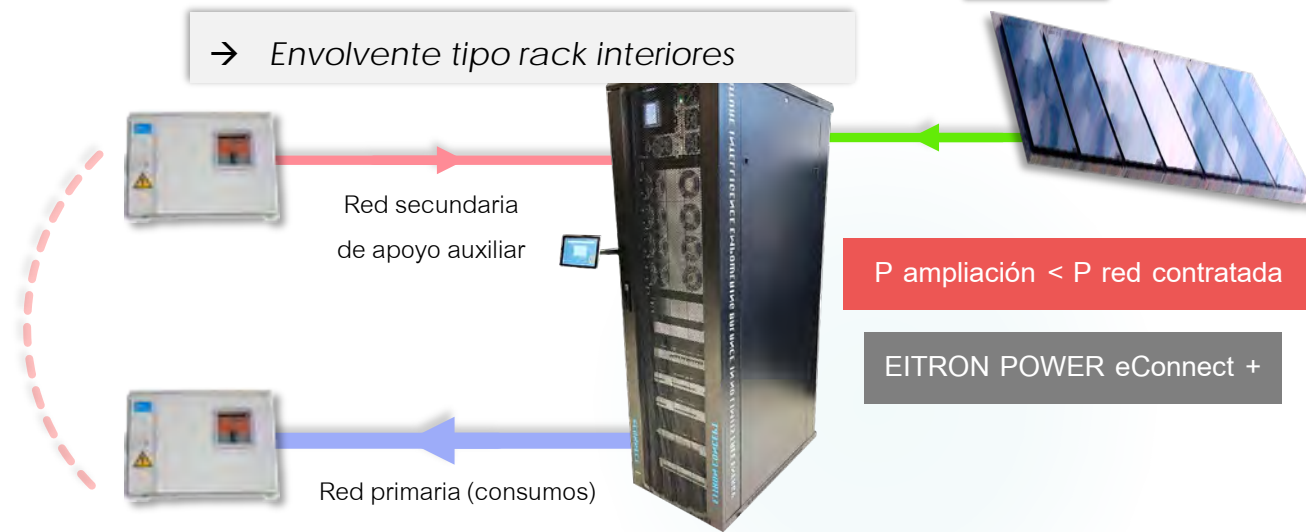 → Envolvente tipo rack interiores
Red secundaria
de apoyo auxiliar
P ampliación < P red contratada
EITRON POWER eConnect +
Red primaria (consumos)